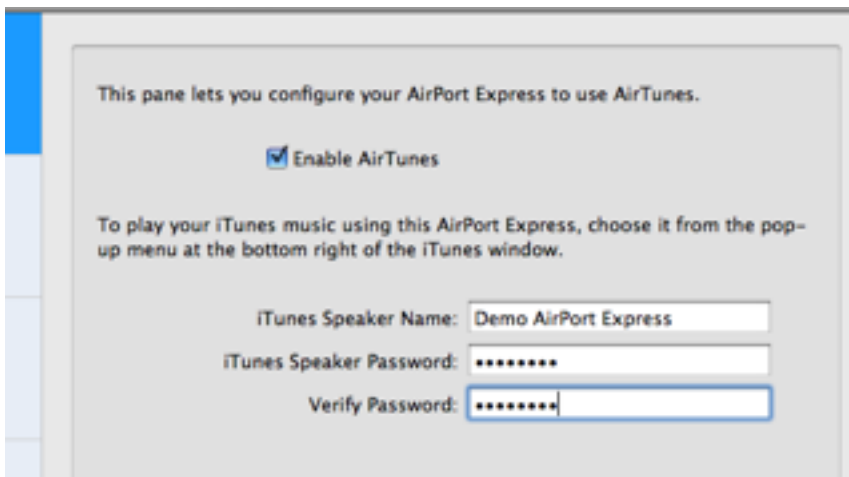 This pane lets you configure your AirPort Express to use AirTunes.
Enable AirTunes
To play your iTunes music using this AirPort Express, choose it from the pop-
up menu at the bottom right of the iTunes window.
iTunes Speaker Name: Demo AirPort Express
iTunes Speaker Password: ••••••••
Verify Password: ••••••••